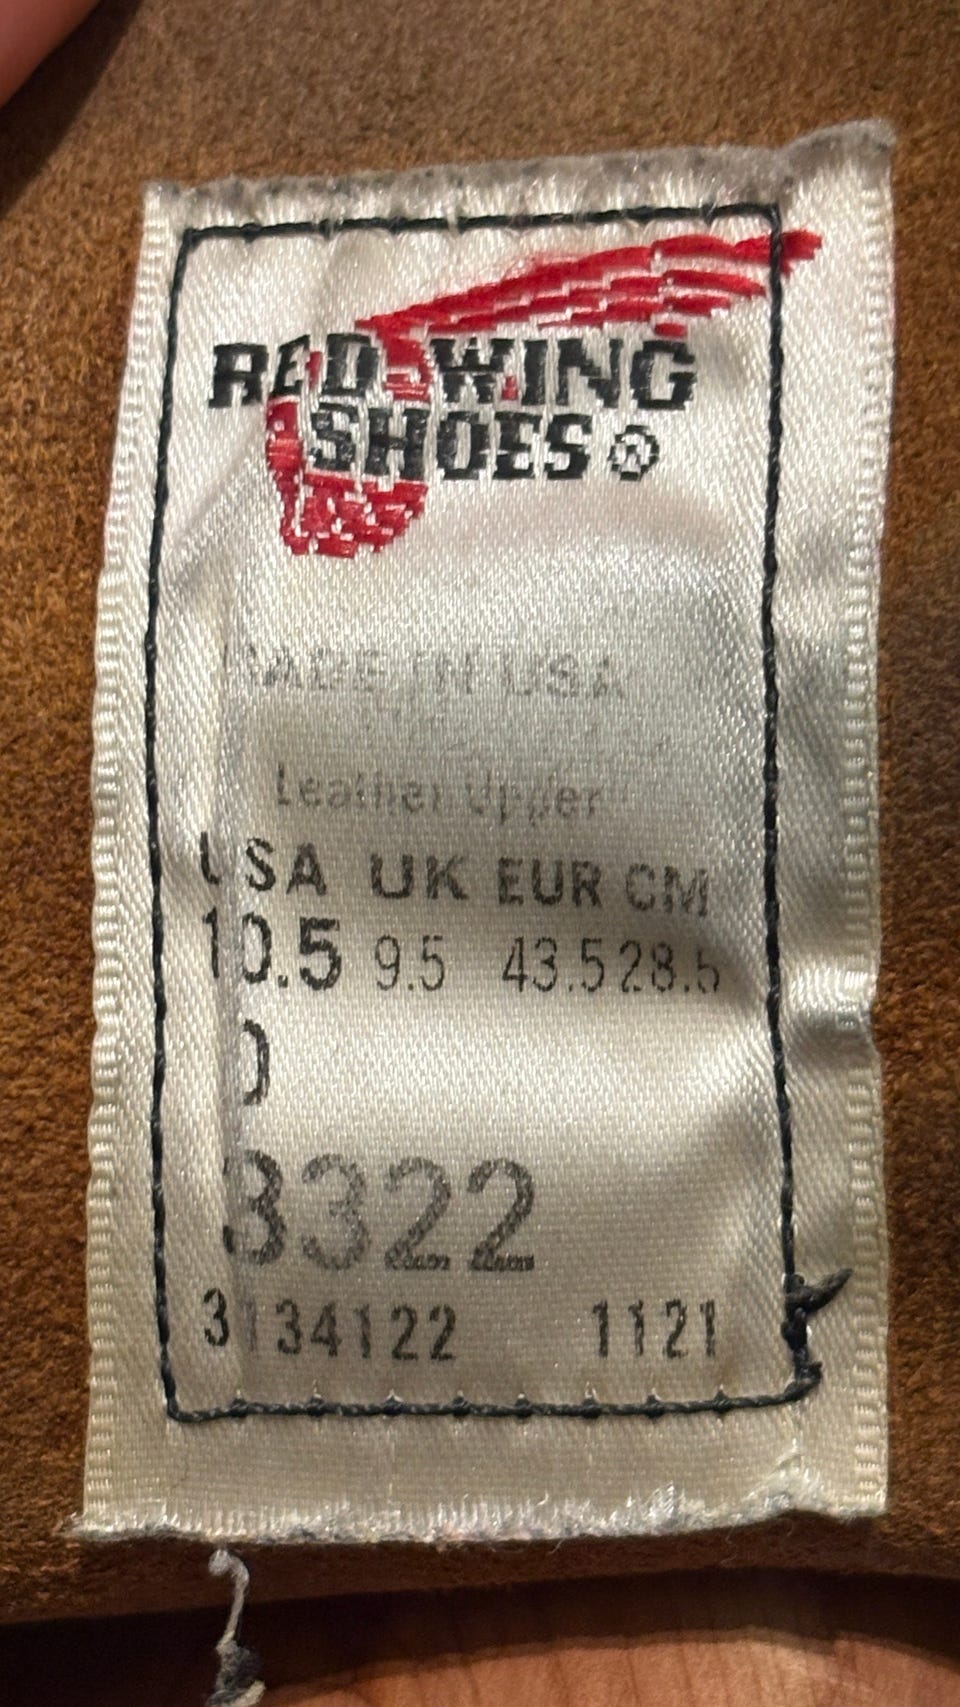 RED WING
SHOES®
MADE IN USA
Leather Upper
USA UK EUR CM
10.5 9.5 43.5 28.5
D
3322
3134122 1121